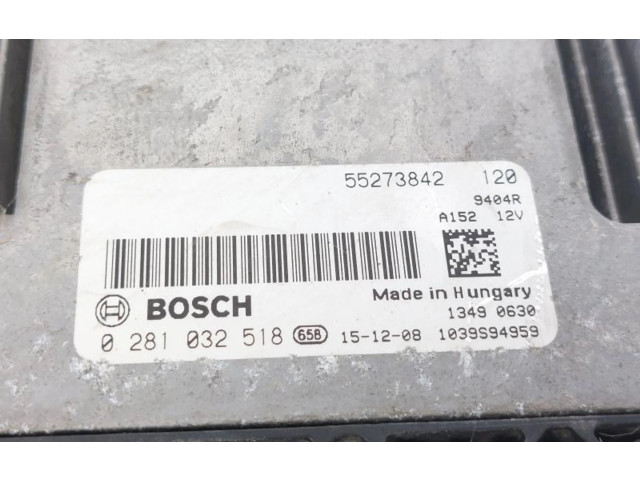 55273842 120
9404R
A152 12V
BOSCH
Made in Hungary
1349 0630
0 281 032 518 65B 15-12-08 1039S94959